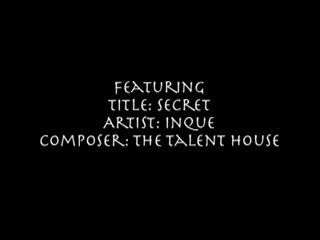 FEATURING
TITLE: SECRET
ARTIST: INQUE
COMPOSER: THE TALENT HOUSE